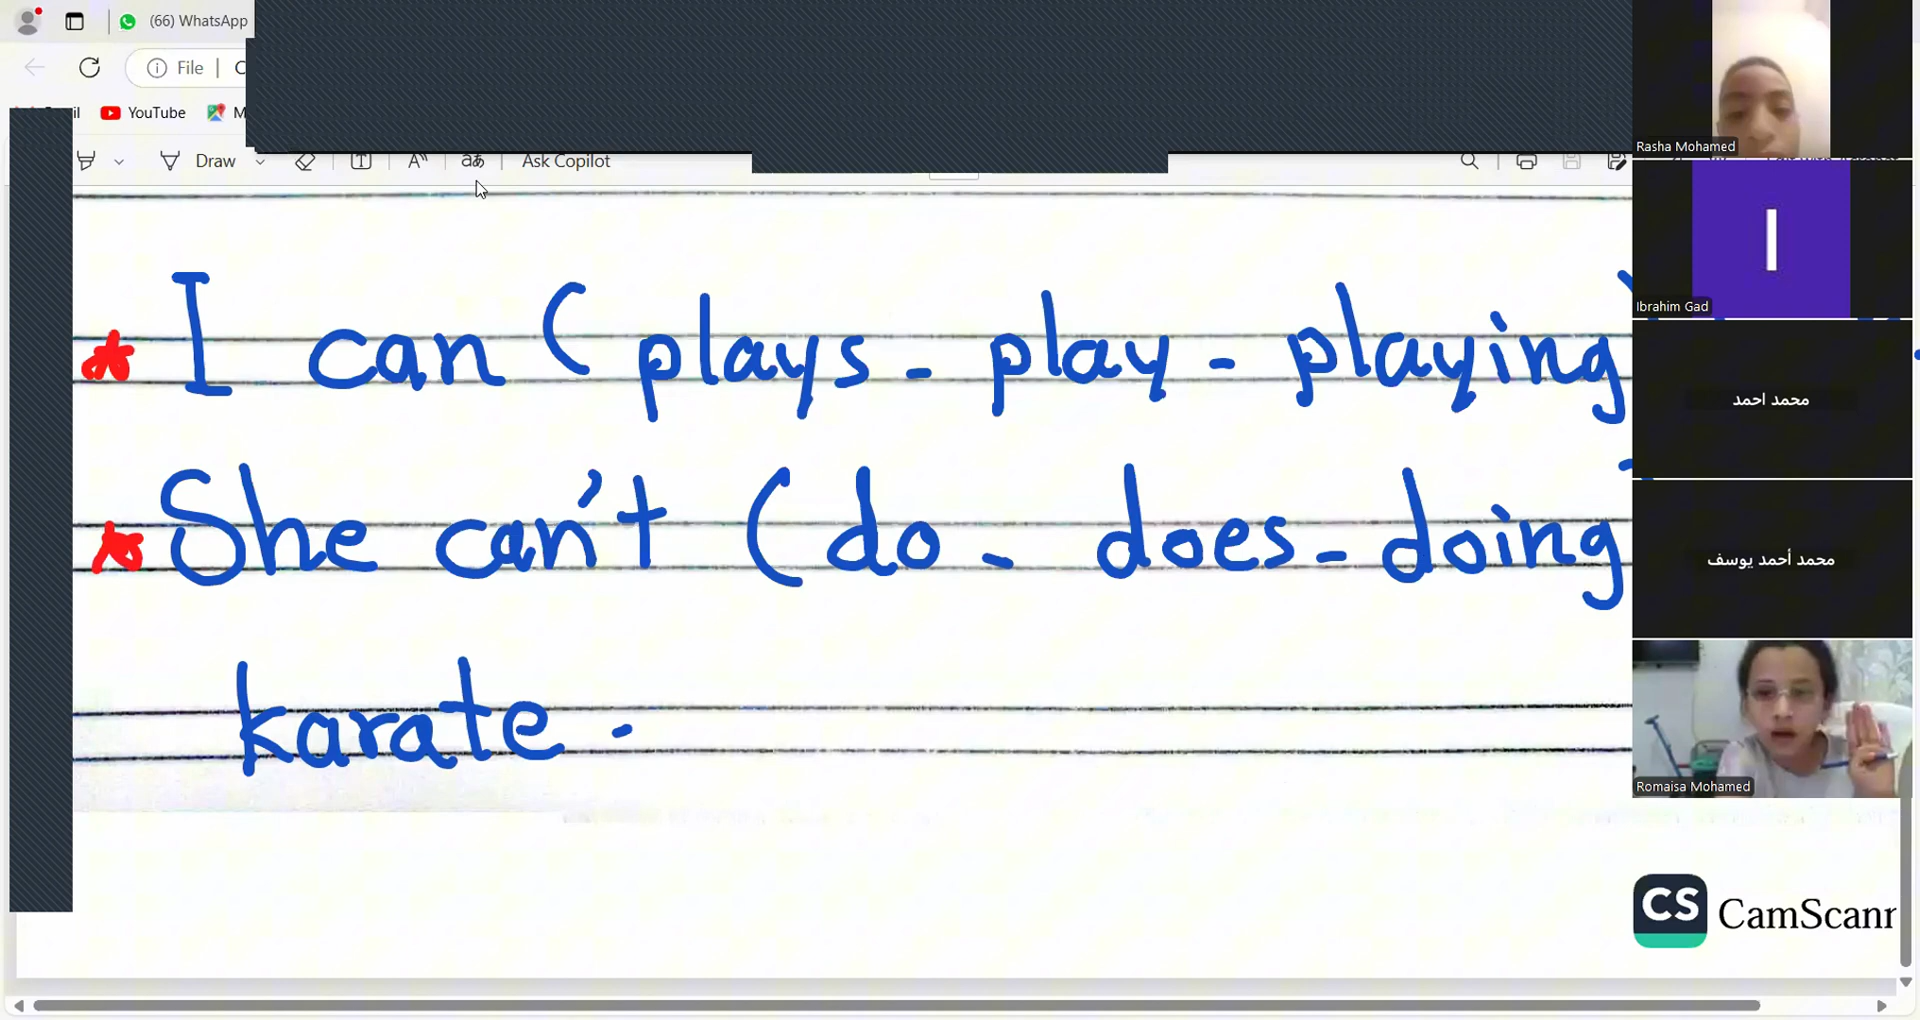 (66) WhatsApp
File
YouTube
Draw
Ask Copilot
I can ( plays - play - playing
She can't ( do - does - doing
karate .
Rasha Mohamed
I
Ibrahim Gad
محمد احمد
محمد أحمد يوسف
Romaisa Mohamed
CS CamScanr